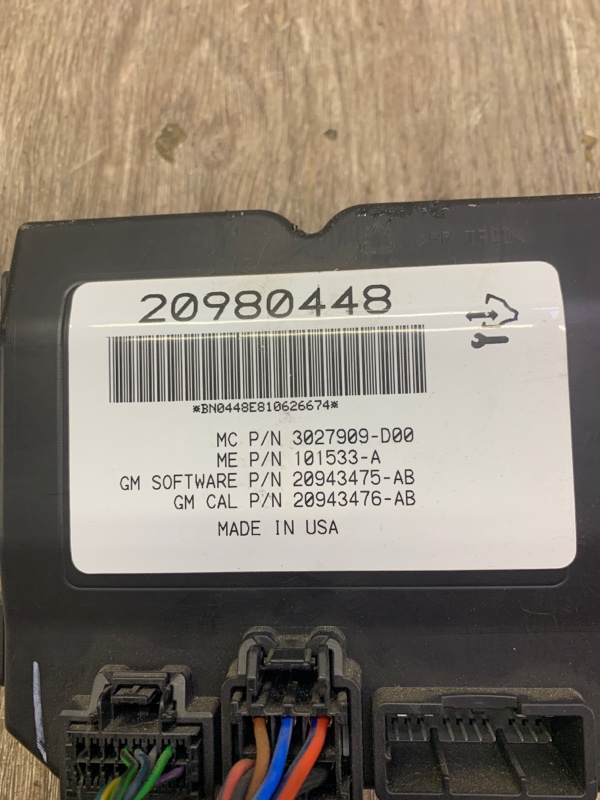 20980448
*BN0448E810626674*
MC P/N 3027909-D00
ME P/N 101533-A
GM SOFTWARE P/N 20943475-AB
GM CAL P/N 20943476-AB
MADE IN USA